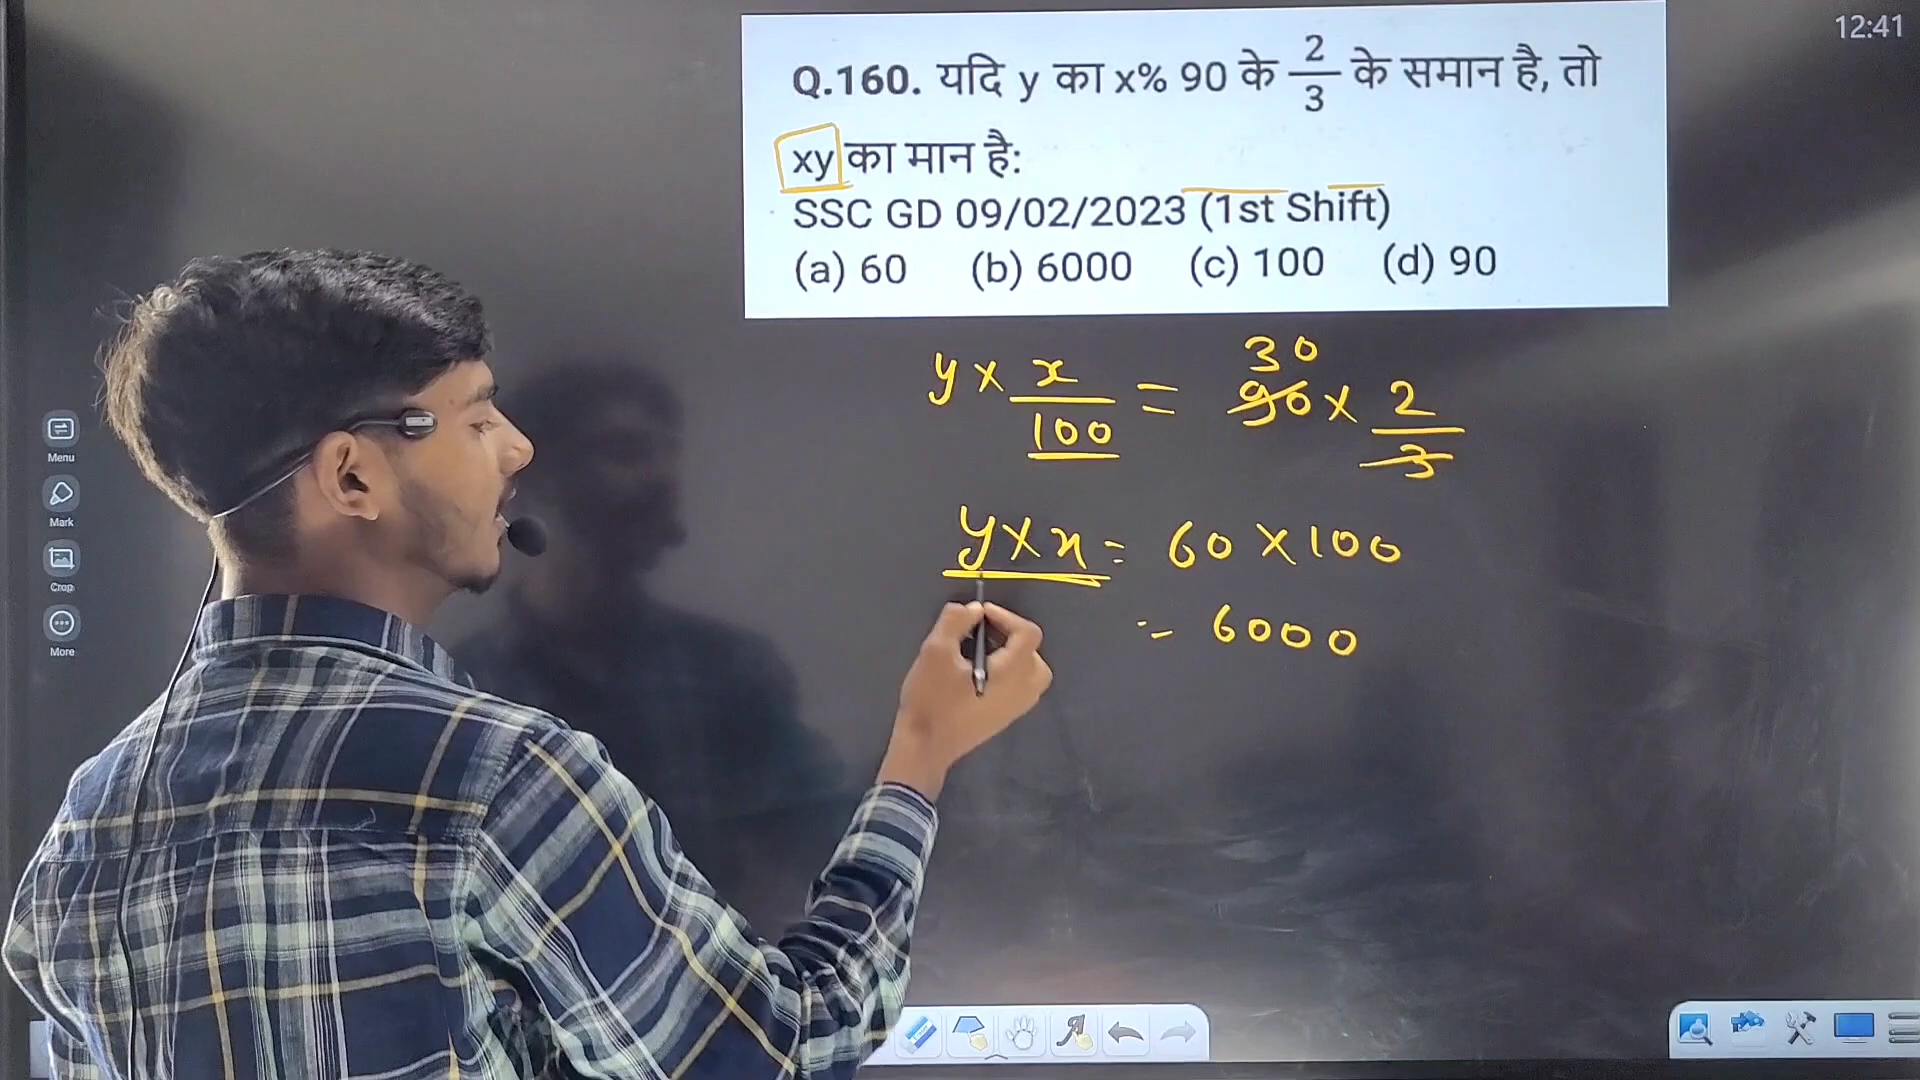 12:41
Q.160. यदि y का x% 90 के 2/3 के समान है, तो
xy का मान है:
SSC GD 09/02/2023 (1st Shift)
(a) 60 (b) 6000 (c) 100 (d) 90
30
y × x/100 = 90 × 2/3
y × x = 60 × 100
= 6000
Menu
Mark
Crop
More